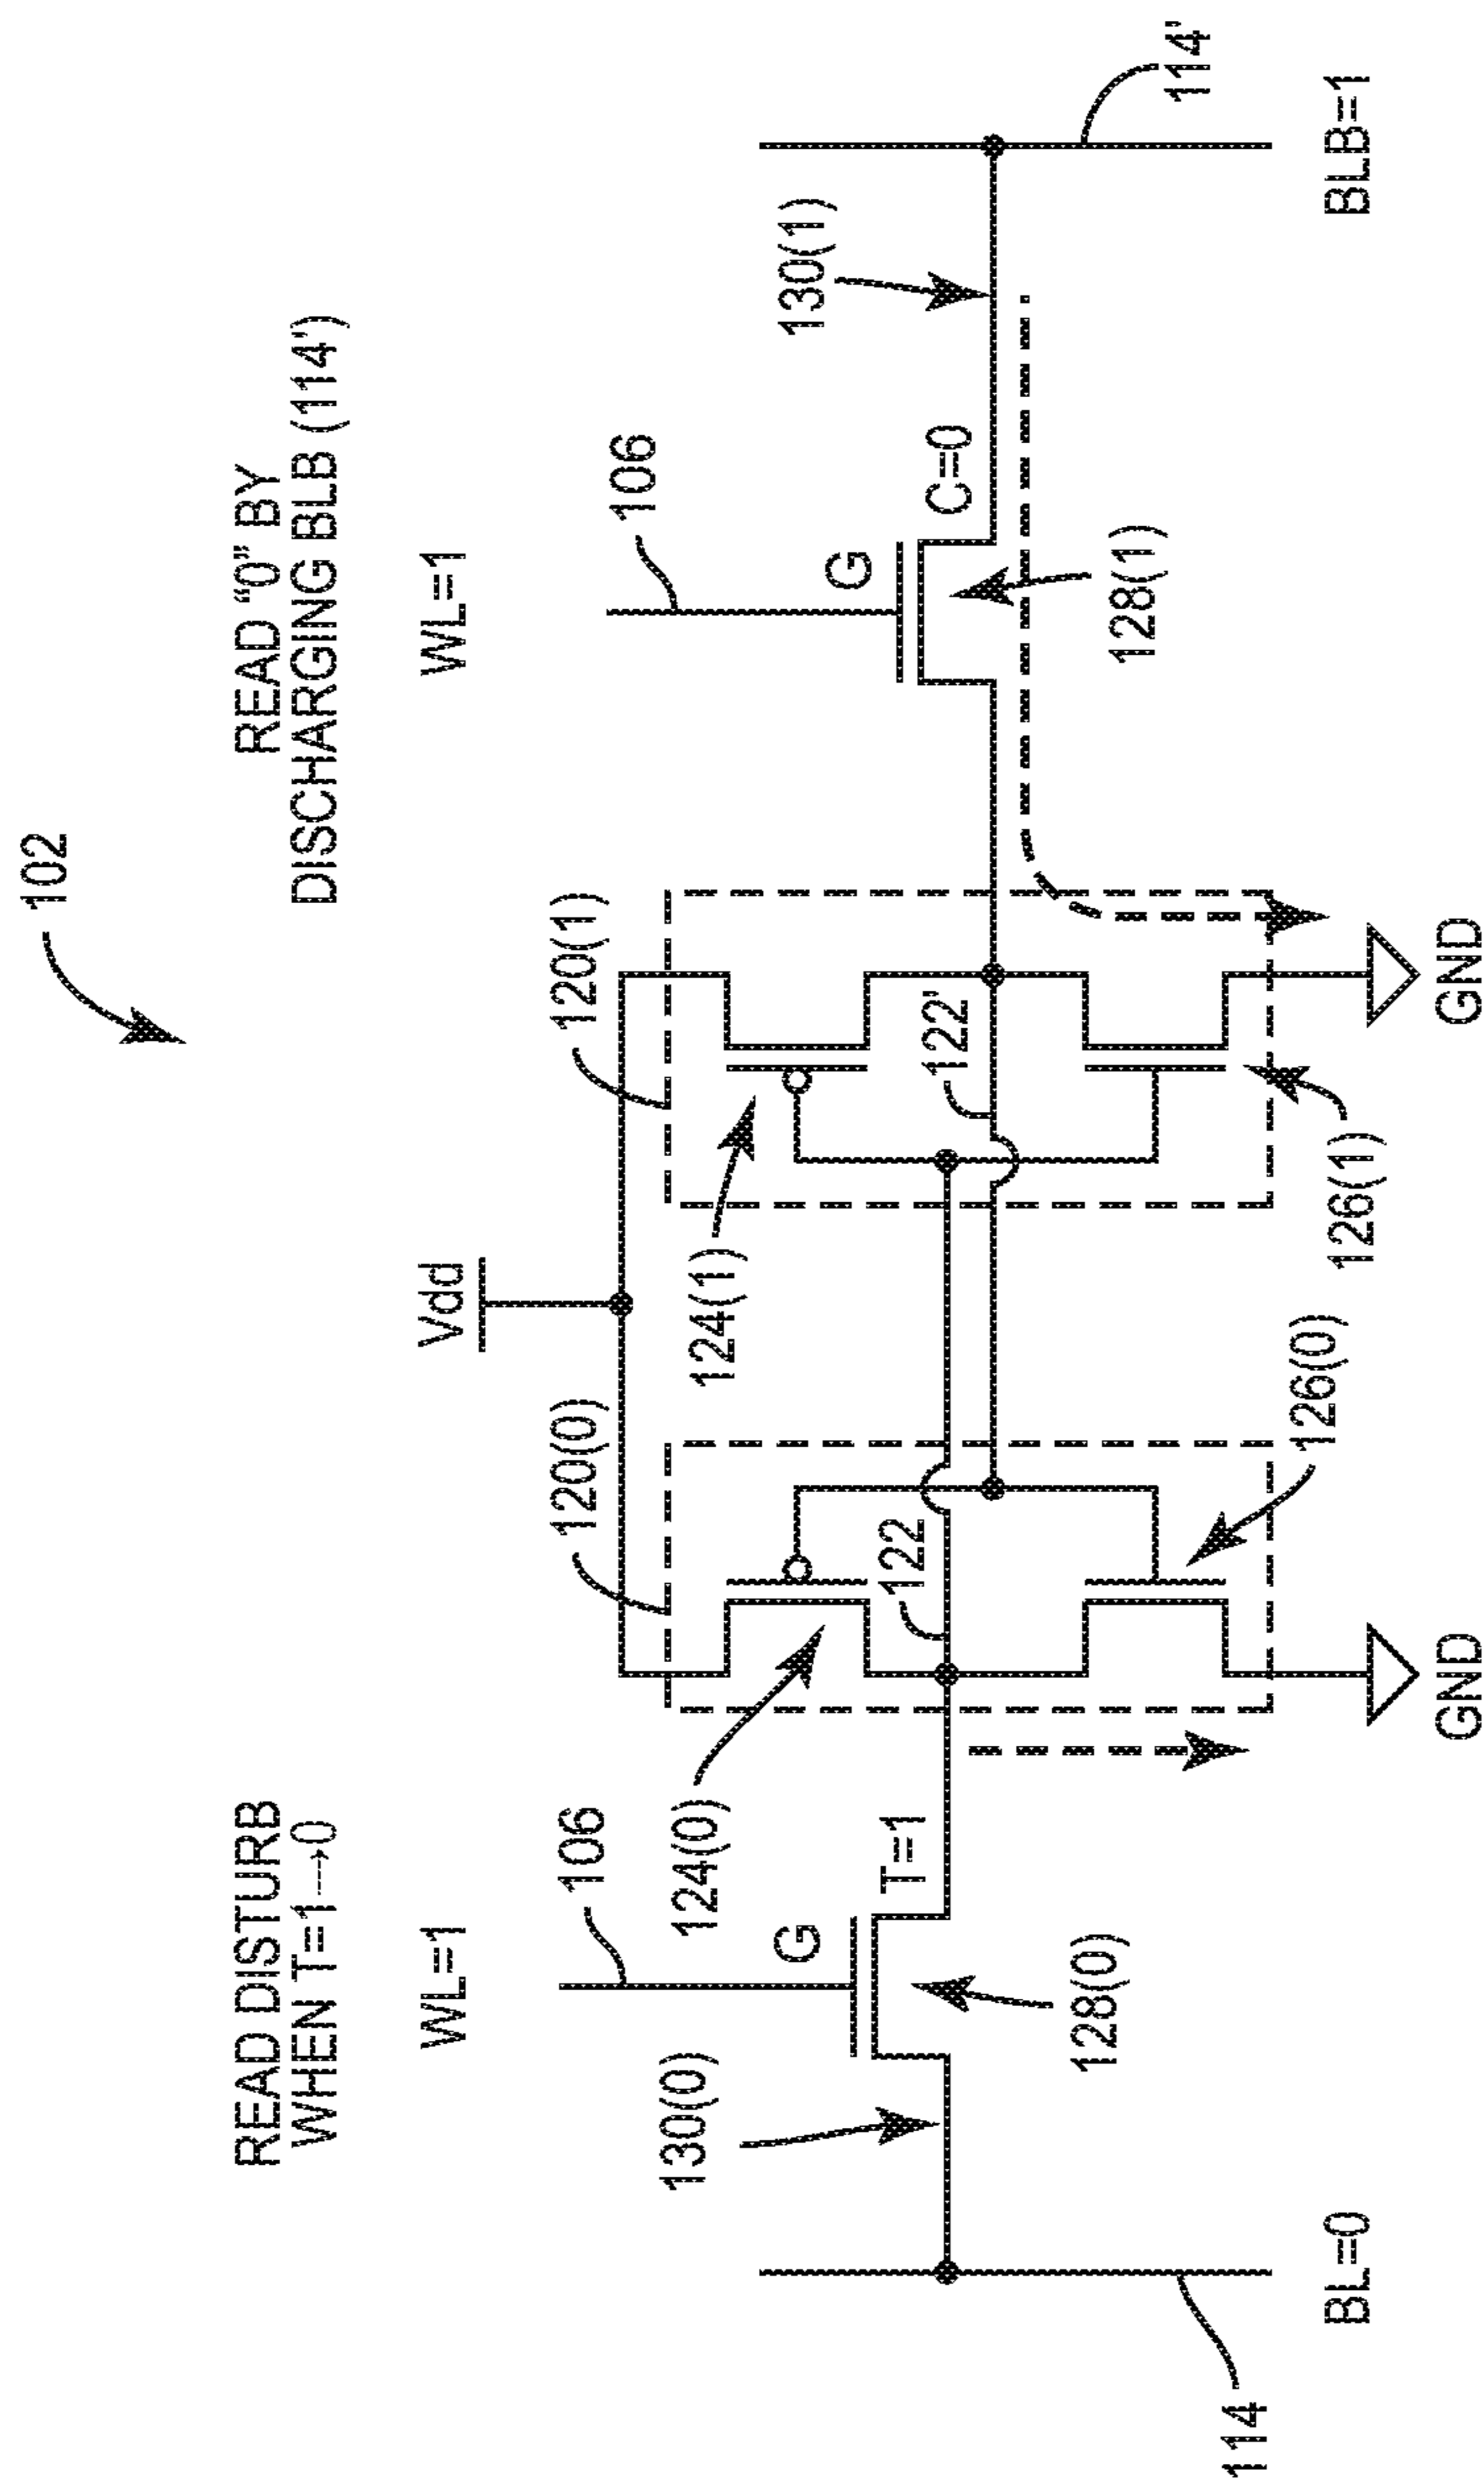 102
READ DISTURB
WHEN T=1→0
READ “0” BY
DISCHARGING BLB (114')
WL=1
Vdd
WL=1
106
120(0)
120(1)
106
130(0)
124(0)
124(1)
130(1)
G
G
T=1
122
122'
C=0
128(0)
128(1)
114
126(0)
126(1)
114'
BL=0
BLB=1
GND
GND